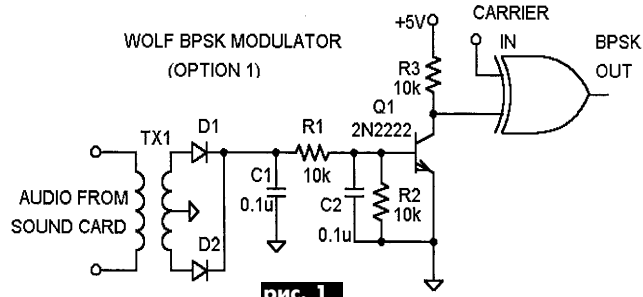 WOLF BPSK MODULATOR
(OPTION 1)
+5V
CARRIER
IN
BPSK
OUT
R3
10k
Q1
2N2222
TX1
D1
R1
10k
C1
0.1u
C2
0.1u
R2
10k
AUDIO FROM
SOUND CARD
D2
рис. 1